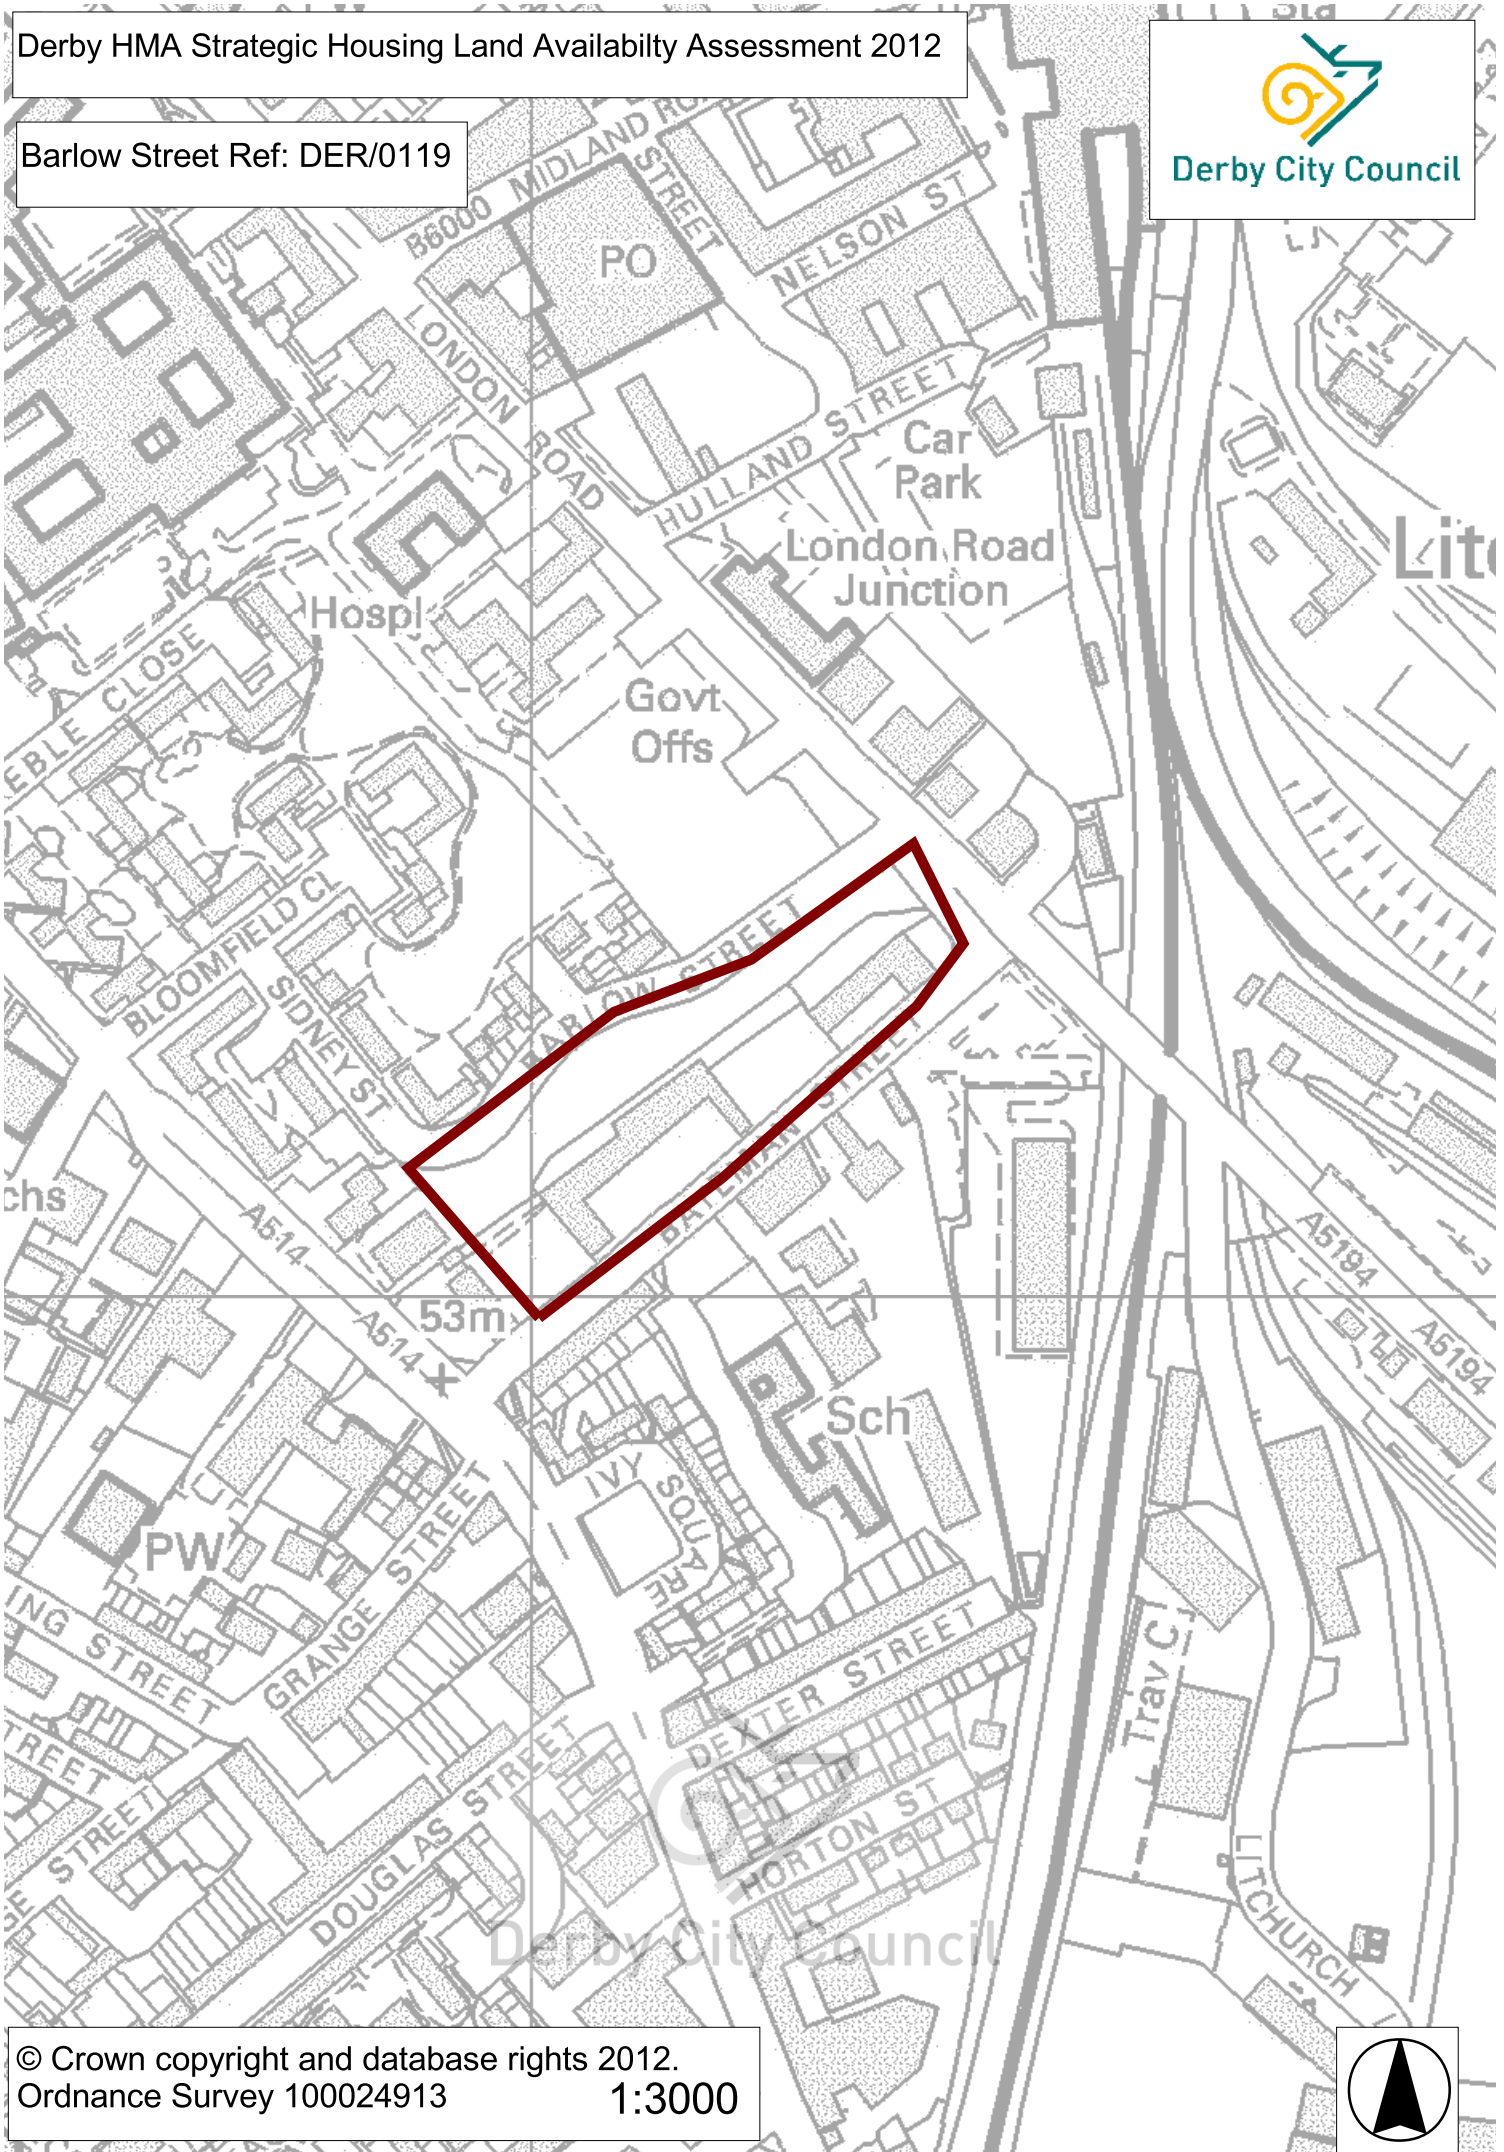 Derby HMA Strategic Housing Land Availabilty Assessment 2012
Barlow Street Ref: DER/0119
Derby City Council
Sta
B6000 MIDLAND
STREET
NELSON ST
PO
LONDON ROAD
HULLAND STREET
Car
Park
London Road
Junction
Hospl
Govt
Offs
CLOSE
BLOOMFIELD CL
SIDNEY ST
BARLOW STREET
BATEMAN STREET
A514
A514
53m
A5194
A5194
Sch
IVY SQUARE
PW
GRANGE STREET
STREET
STREET
STREET
DOUGLAS STREET
DEXTER STREET
HORTON ST
Trav
LITCHURCH
Derby City Council
© Crown copyright and database rights 2012.
Ordnance Survey 100024913
1:3000